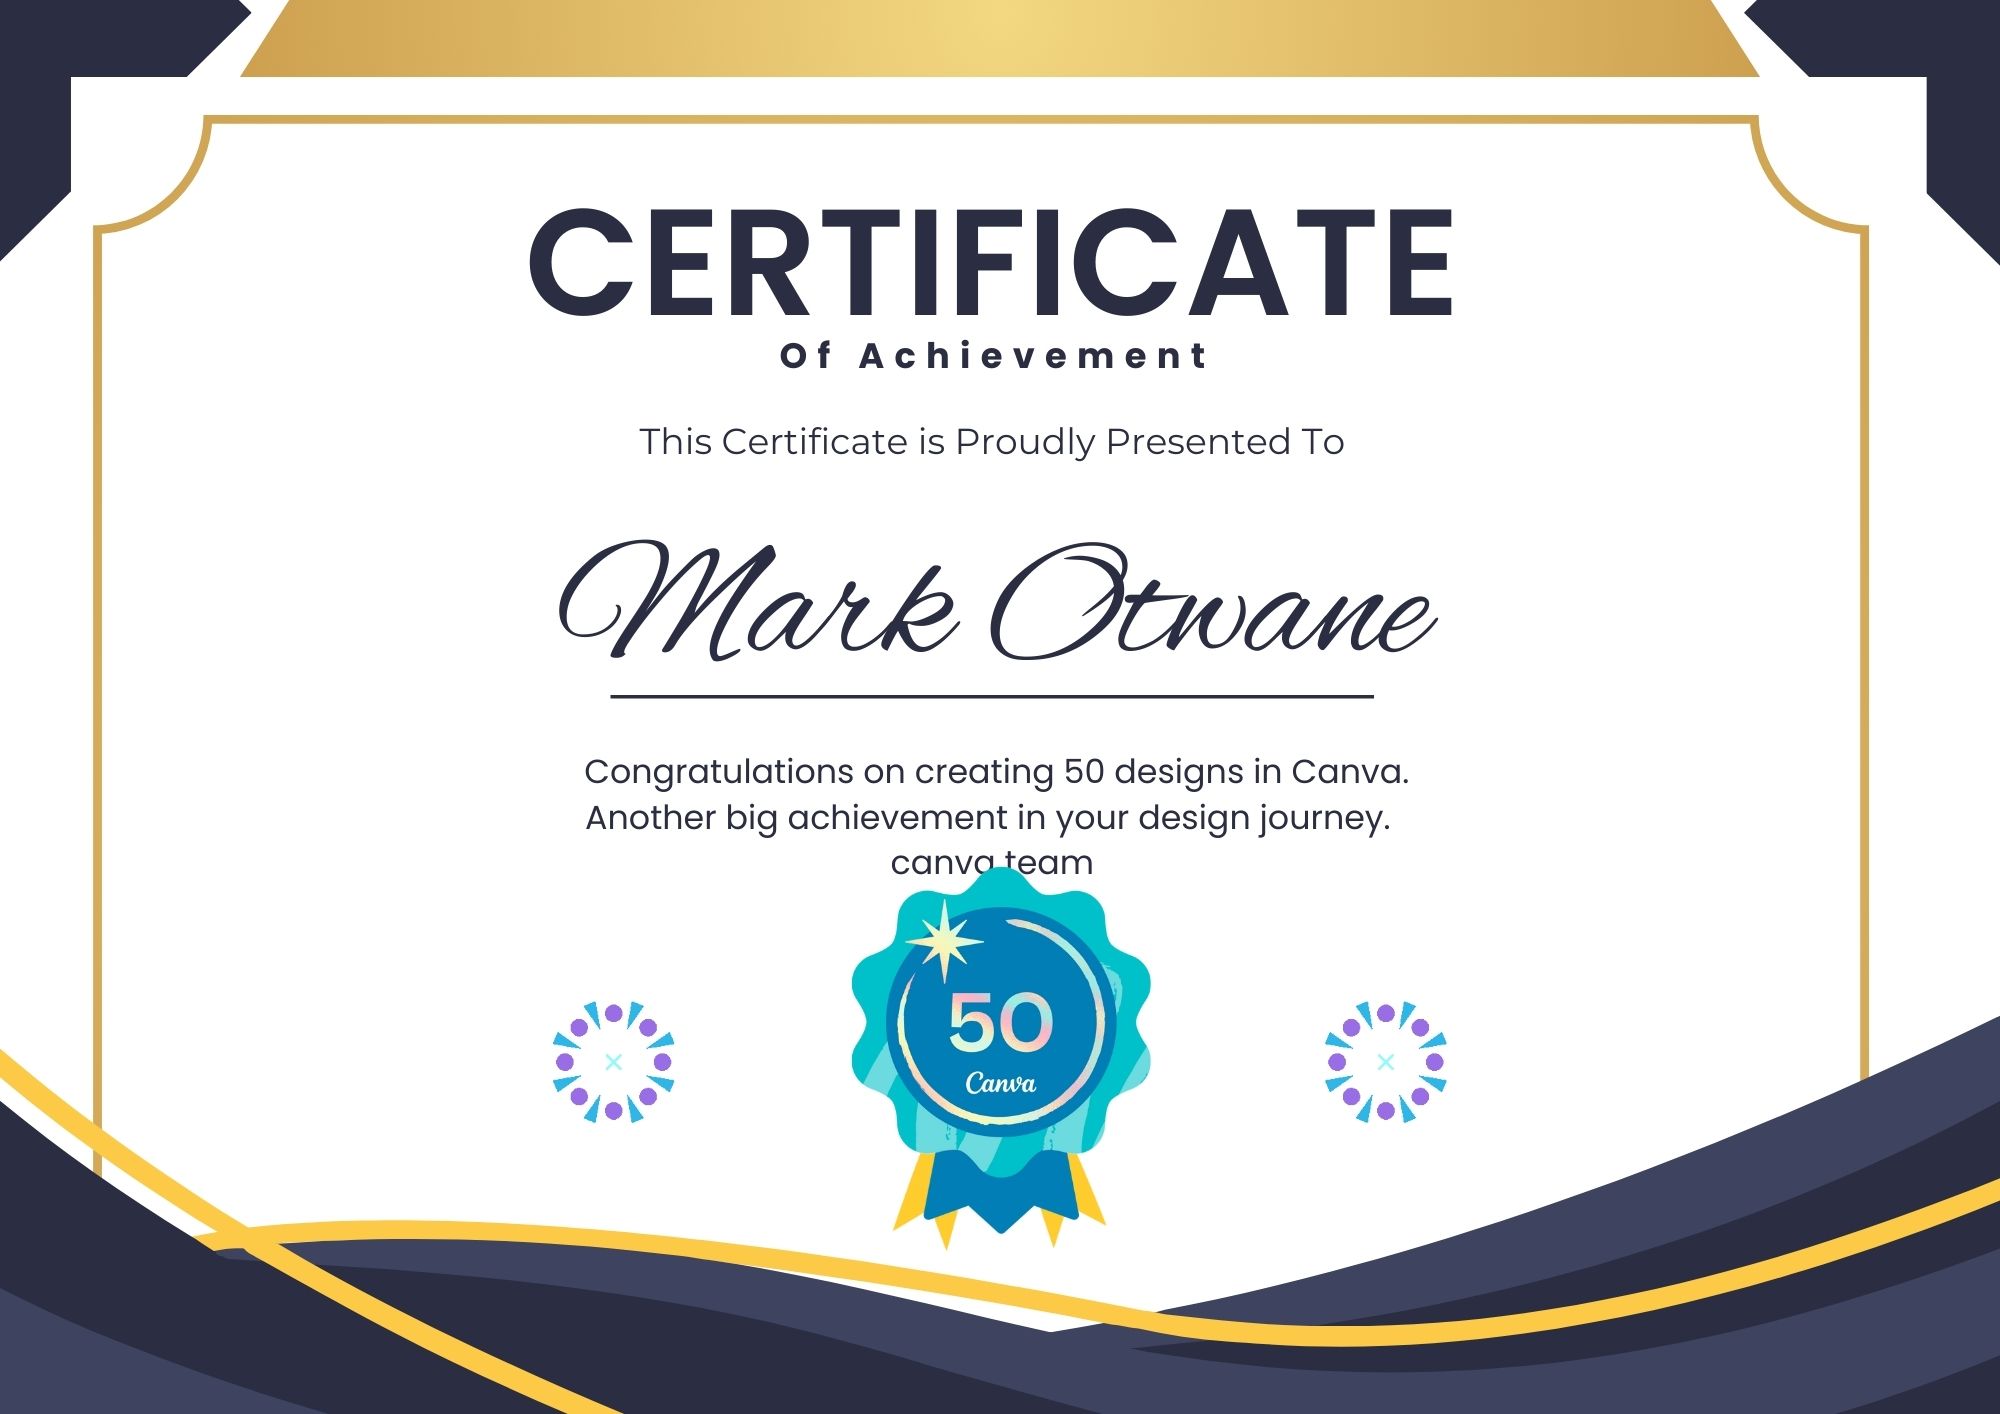 CERTIFICATE
Of Achievement
This Certificate is Proudly Presented To
Mark Otwane
Congratulations on creating 50 designs in Canva.
Another big achievement in your design journey.
canva team
50
Canva